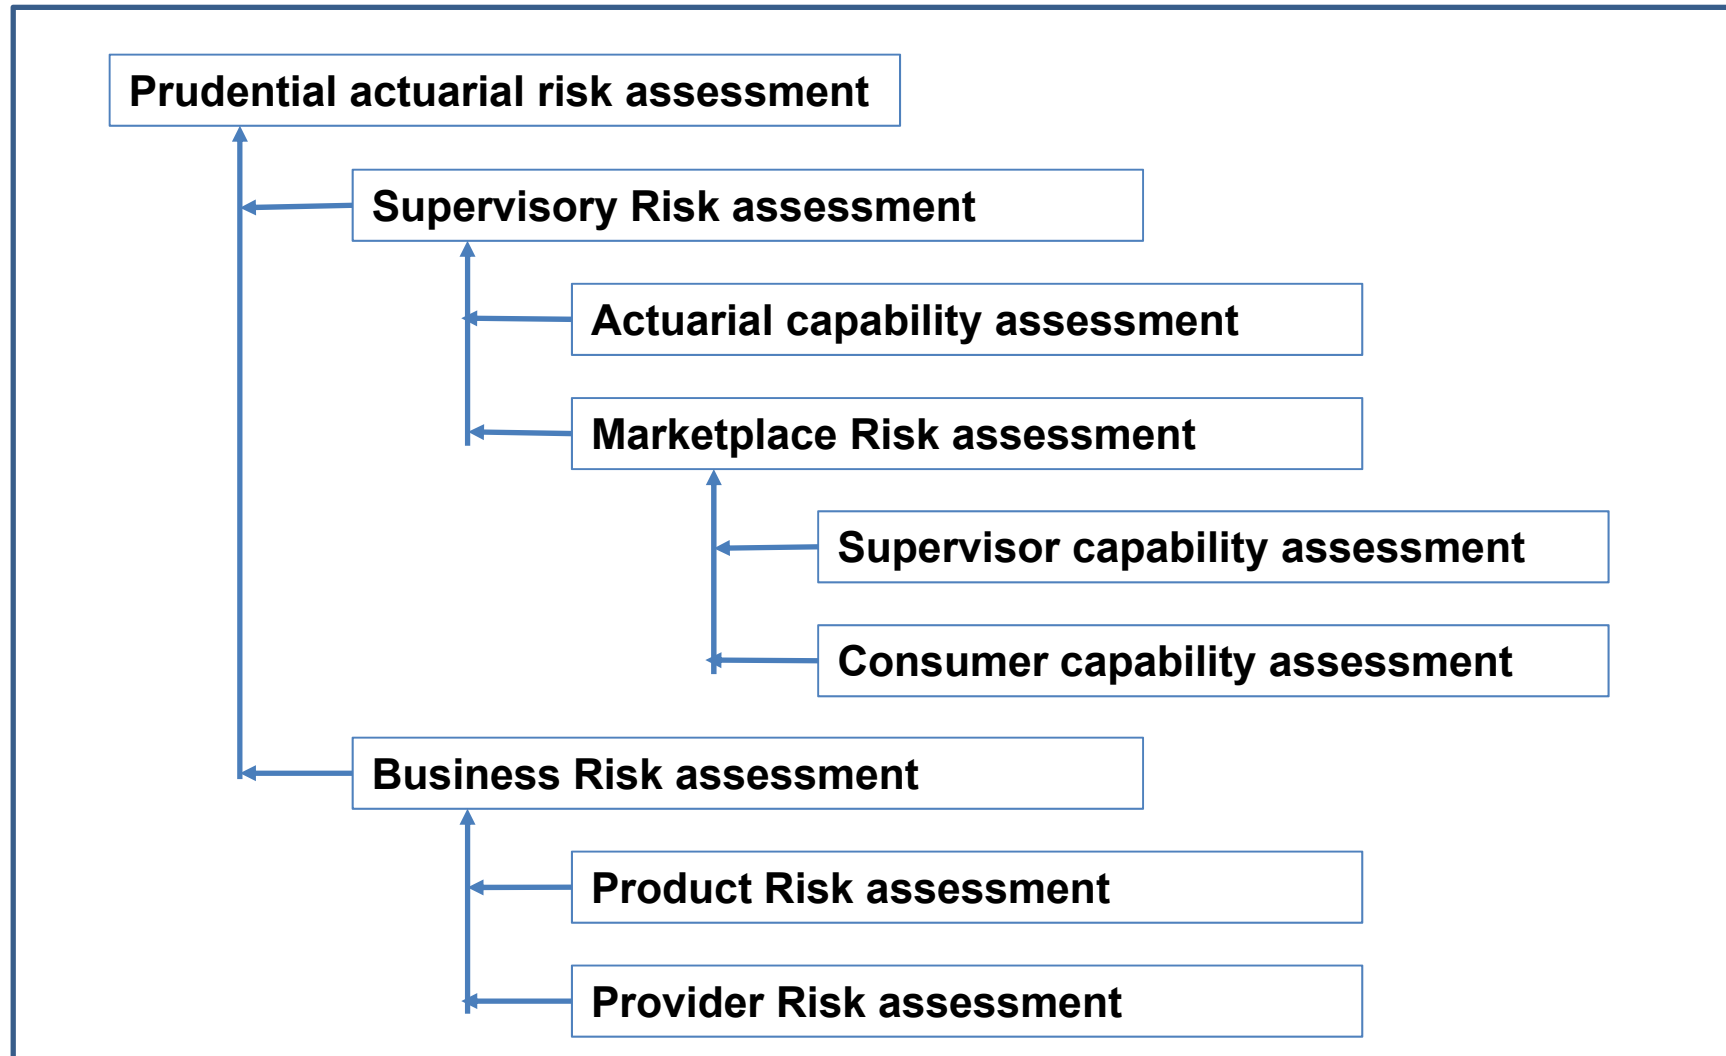 Prudential actuarial risk assessment
Supervisory Risk assessment
Actuarial capability assessment
Marketplace Risk assessment
Supervisor capability assessment
Consumer capability assessment
Business Risk assessment
Product Risk assessment
Provider Risk assessment